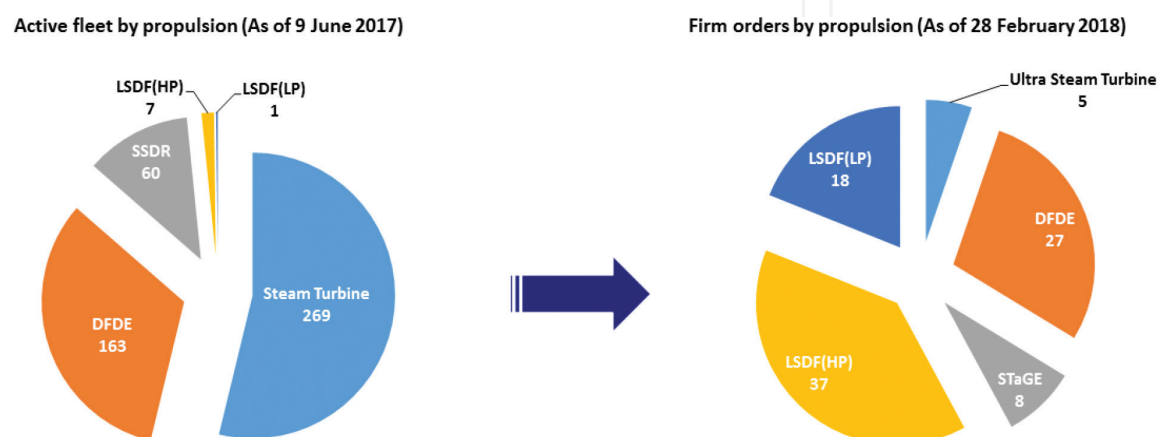 Active fleet by propulsion (As of 9 June 2017)
LSDF(HP)
7
LSDF(LP)
1
SSDR
60
DFDE
163
Steam Turbine
269
Firm orders by propulsion (As of 28 February 2018)
Ultra Steam Turbine
5
LSDF(LP)
18
DFDE
27
LSDF(HP)
37
STaGE
8